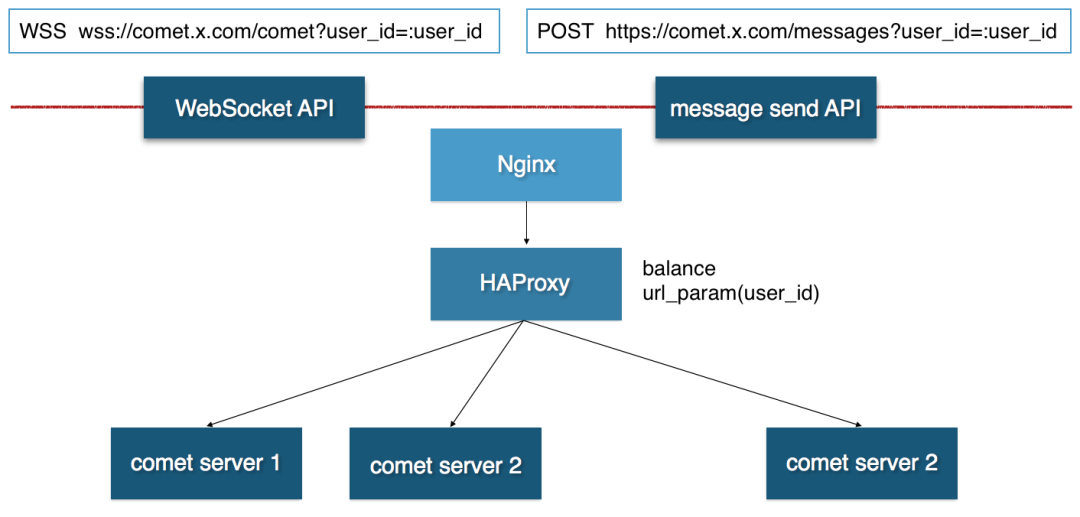 WSS wss://comet.x.com/comet?user_id=:user_id
POST https://comet.x.com/messages?user_id=:user_id
WebSocket API
message send API
Nginx
HAProxy
balance
url_param(user_id)
comet server 1
comet server 2
comet server 2